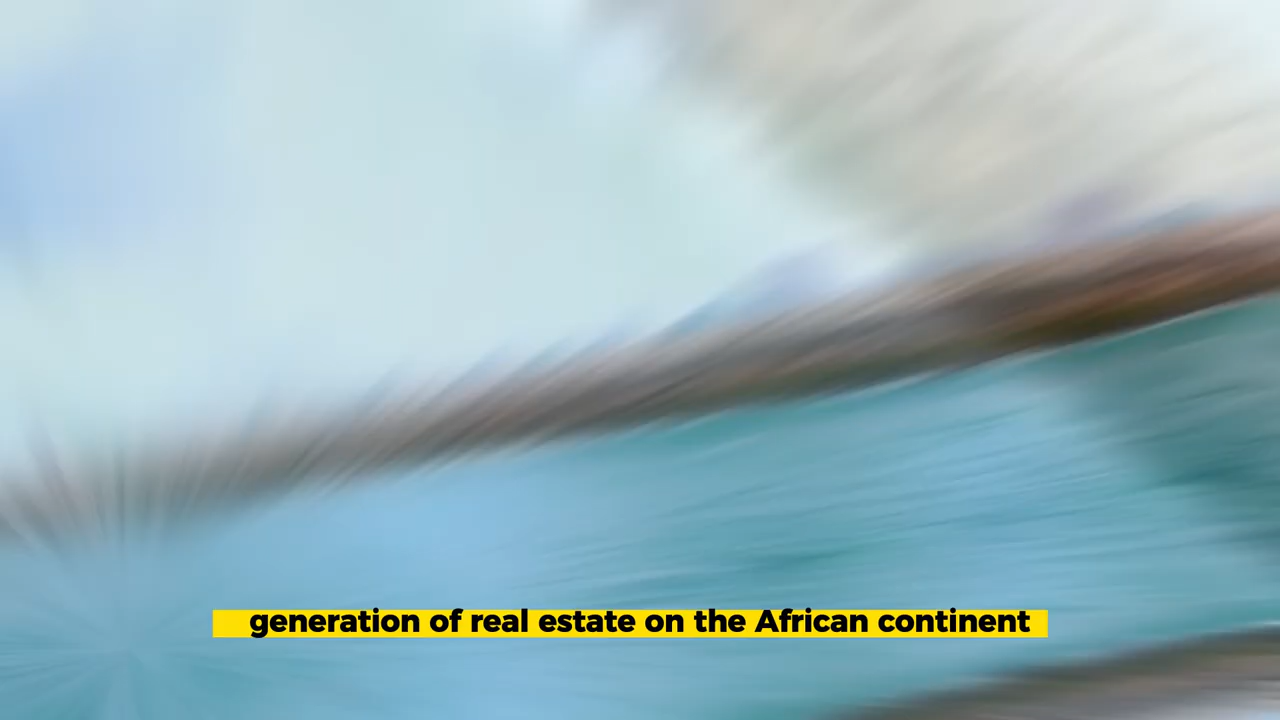 generation of real estate on the African continent